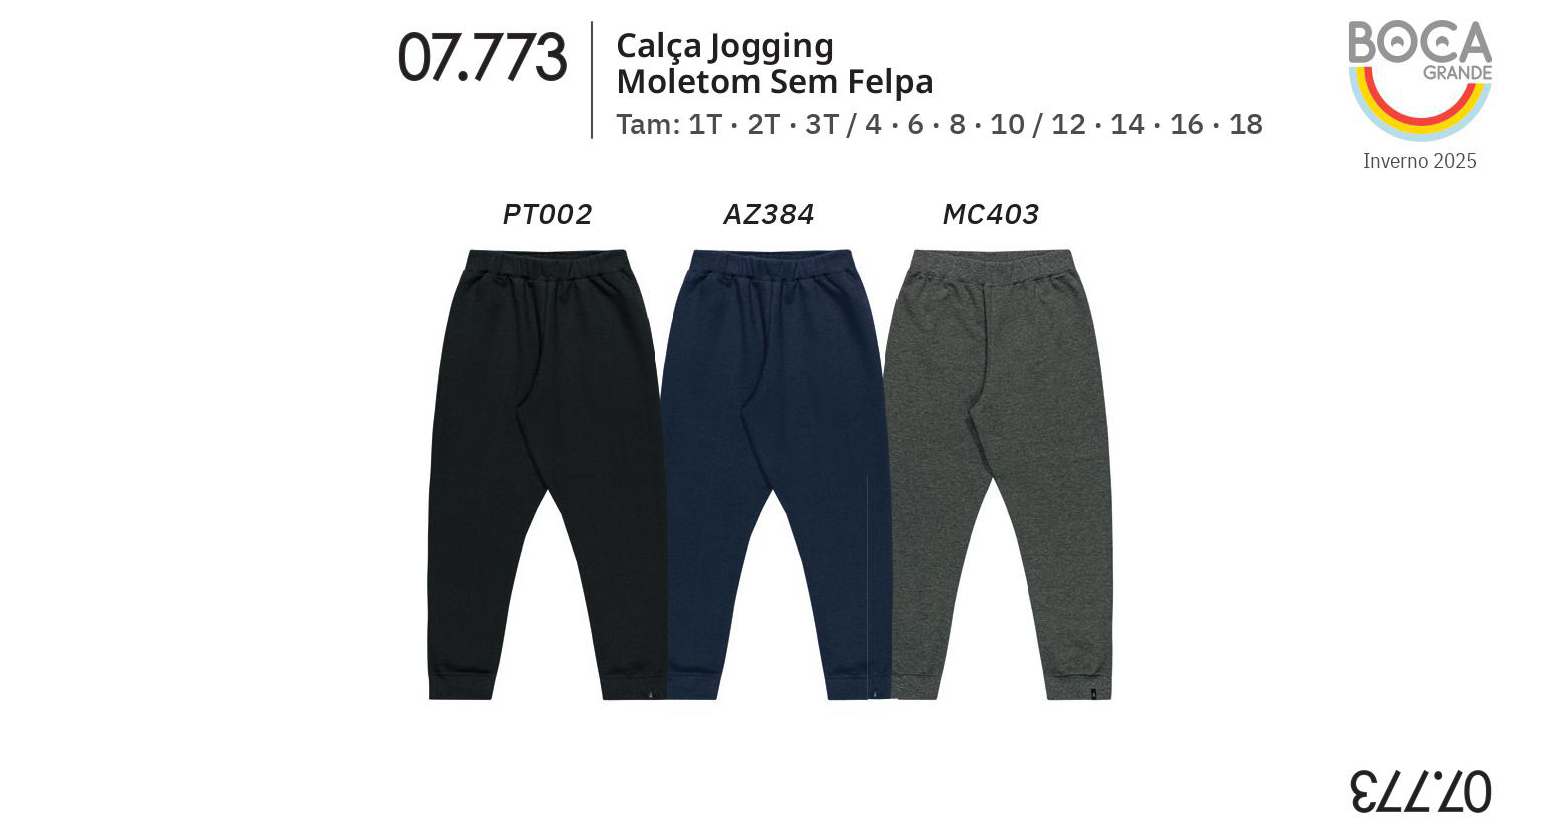 07.773
Calça Jogging
Moletom Sem Felpa
Tam: 1T · 2T · 3T / 4 · 6 · 8 · 10 / 12 · 14 · 16 · 18
BOCA
GRANDE
Inverno 2025
PT002
AZ384
MC403
07.773